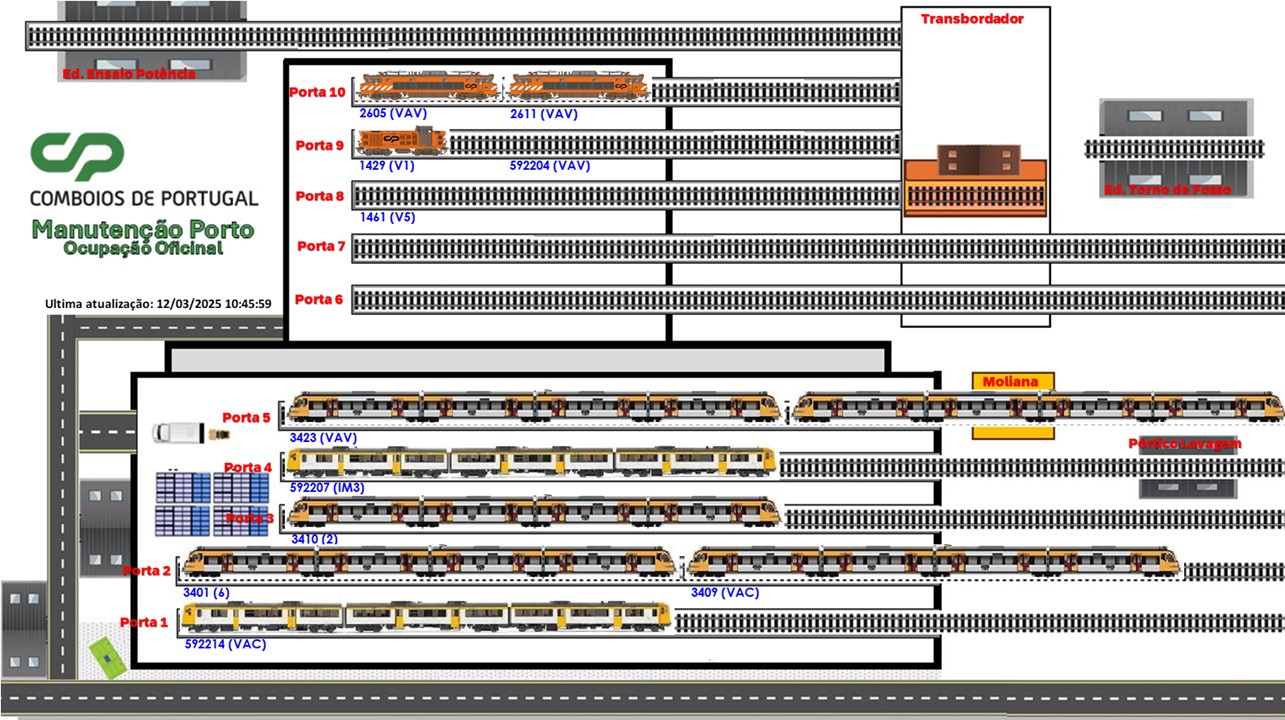 Transbordador
Ed. Ensaio Potência
Porta 10
2605 (VAV)
2611 (VAV)
Porta 9
1429 (V1)
592204 (VAV)
CP
COMBOIOS DE PORTUGAL
Manutenção Porto
Ocupação Oficinal
Porta 8
1461 (V5)
Ed. Torno de Fosso
Porta 7
Porta 6
Ultima atualização: 12/03/2025 10:45:59
Moliana
Porta 5
3423 (VAV)
Pórtico Lavagem
Porta 4
592207 (IM3)
Porta 3
3410 (2)
Porta 2
3401 (6)
3409 (VAC)
Porta 1
592214 (VAC)